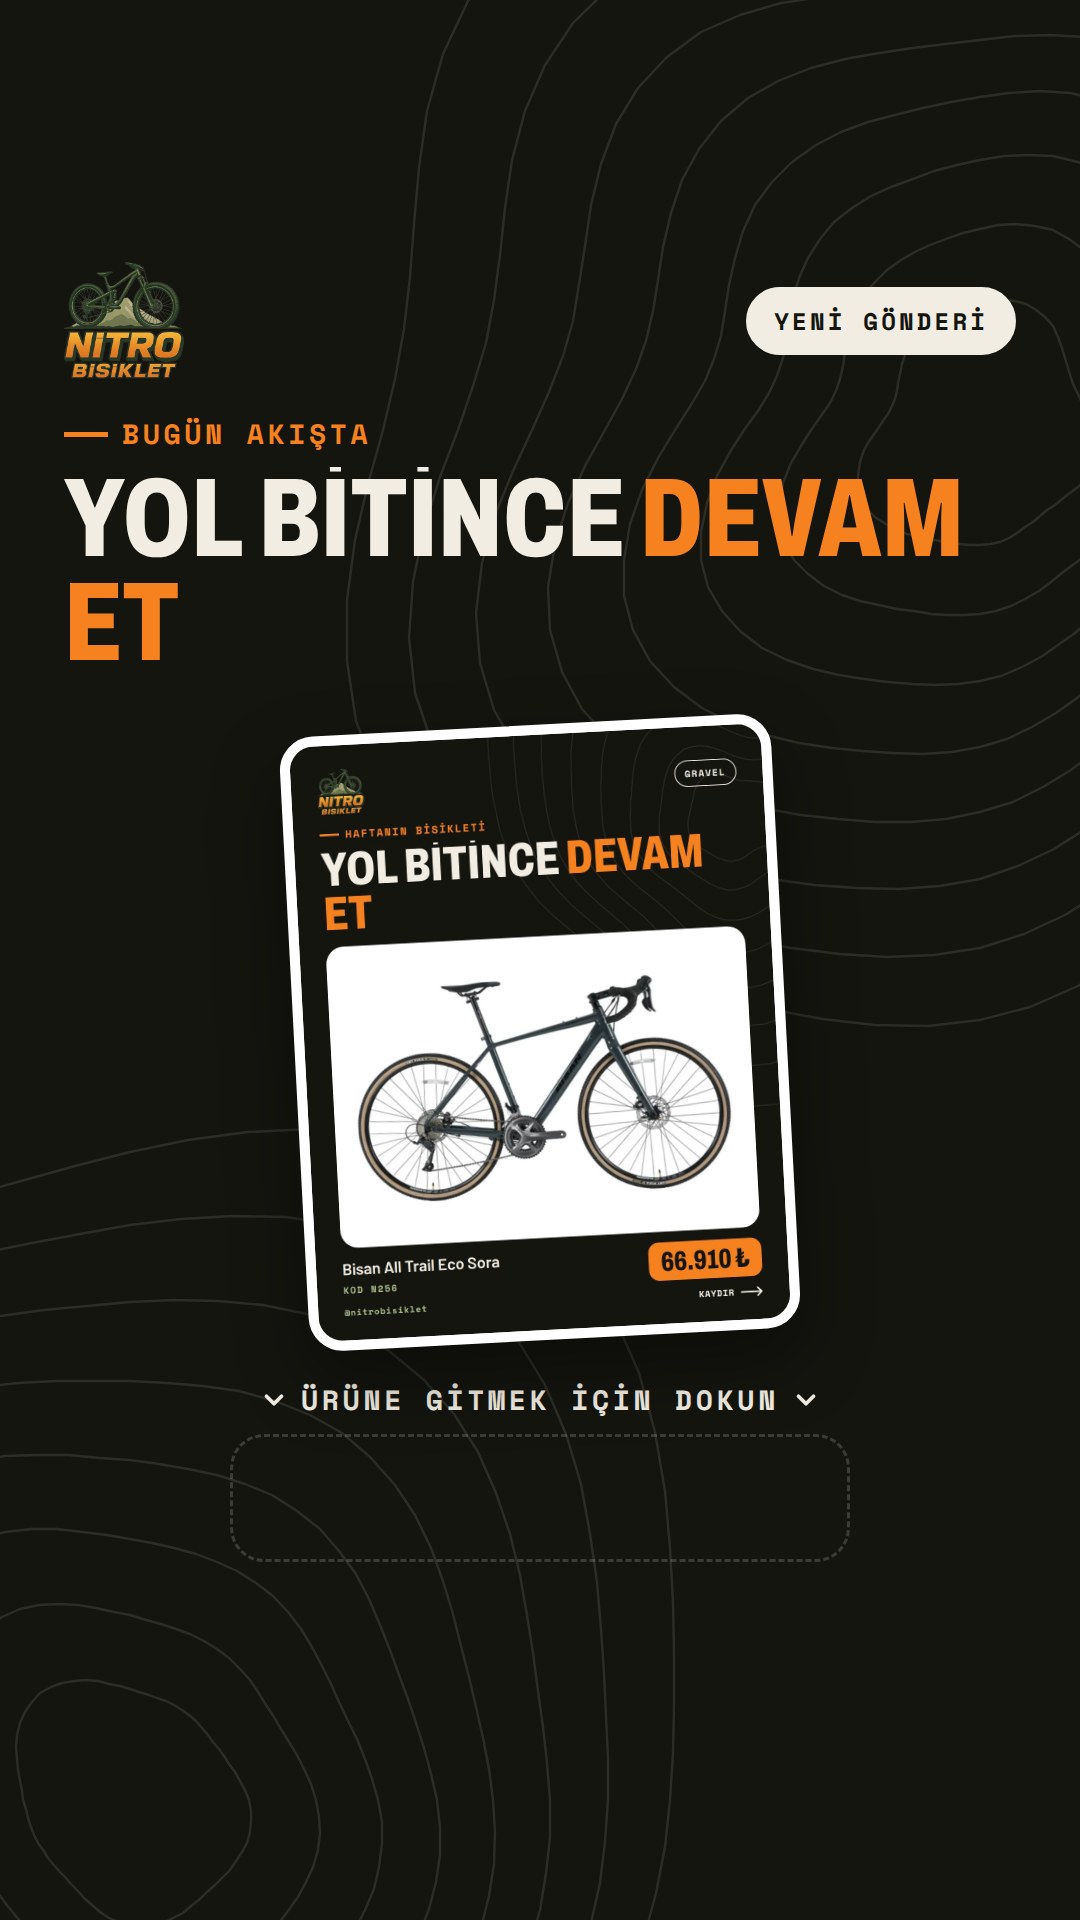 NiTRO
BiSiKLET
YENİ GÖNDERİ
BUGÜN AKIŞTA
YOL BİTİNCE DEVAM
ET
NiTRO
BiSiKLET
GRAVEL
HAFTANIN BİSİKLETİ
YOL BİTİNCE DEVAM
ET
Bisan All Trail Eco Sora
66.910 ₺
KOD N256
KAYDIR
@nitrobisiklet
ÜRÜNE GİTMEK İÇİN DOKUN